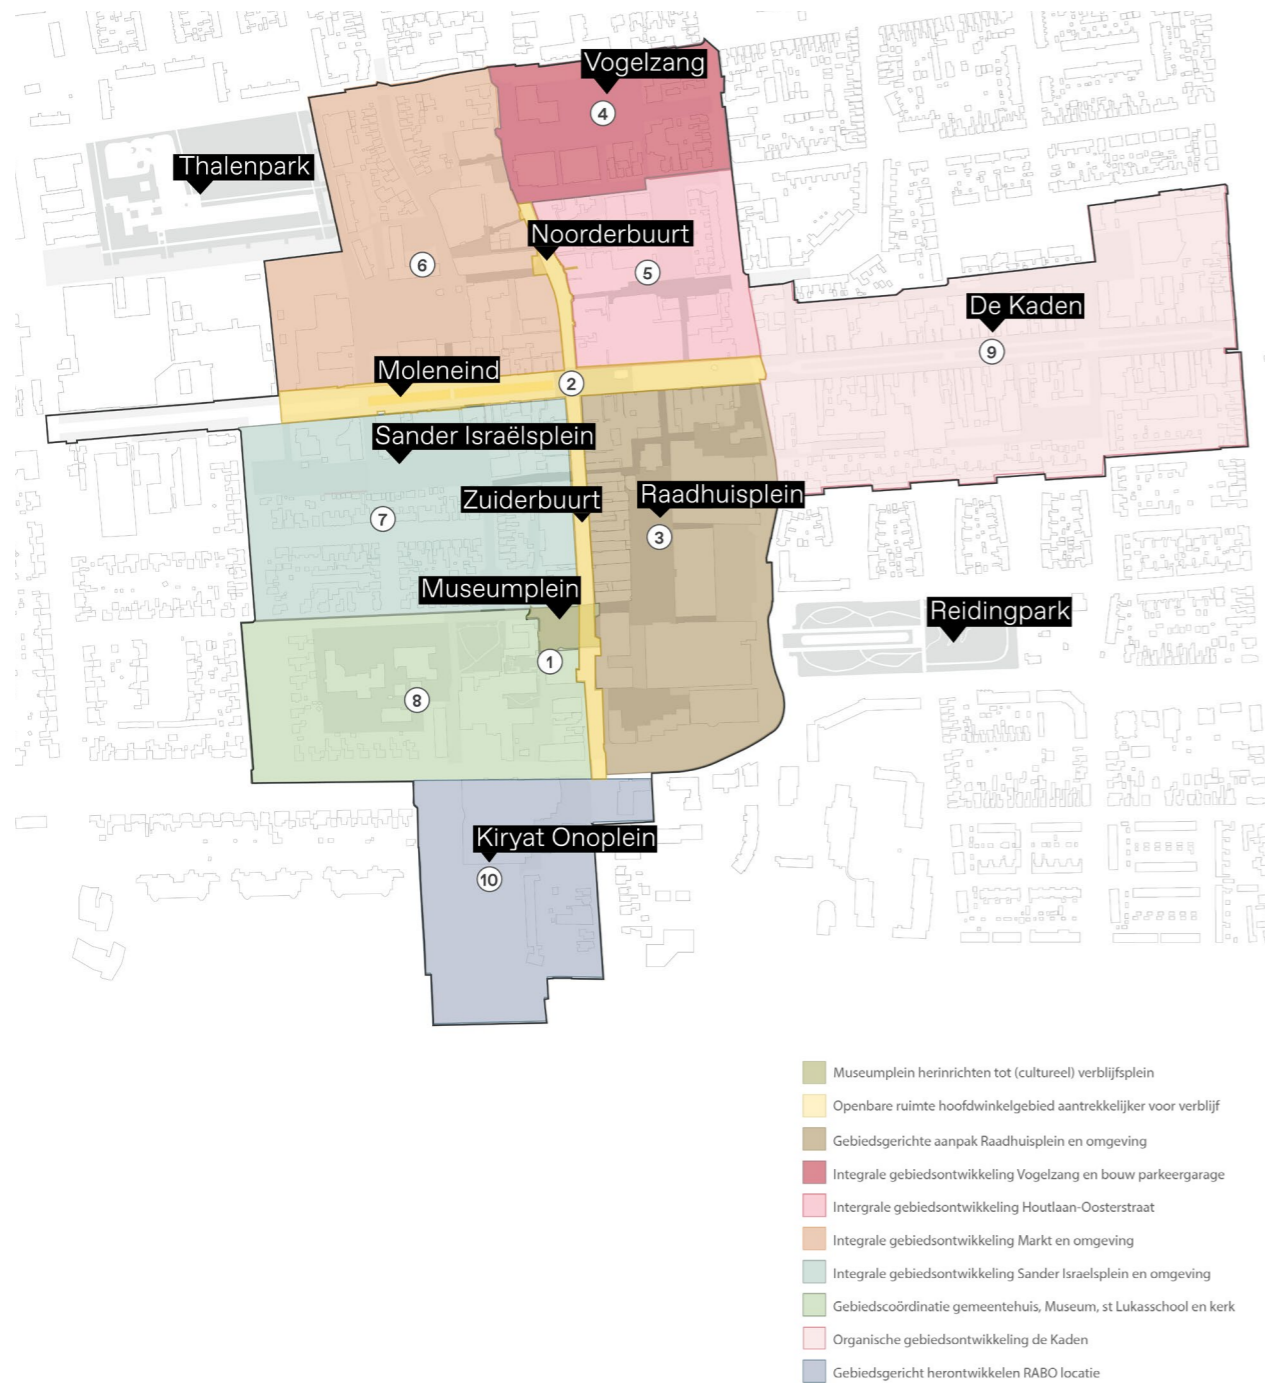 Vogelzang
4
Thalenpark
Noorderbuurt
6
5
De Kaden
9
Moleneind
2
Sander Israëlsplein
Zuiderbuurt
Raadhuisplein
7
3
Museumplein
Reidingpark
1
8
Kiryat Onoplein
10
Museumplein herinrichten tot (cultureel) verblijfsplein
Openbare ruimte hoofdwinkelgebied aantrekkelijker voor verblijf
Gebiedsgerichte aanpak Raadhuisplein en omgeving
Integrale gebiedsontwikkeling Vogelzang en bouw parkeergarage
Intergrale gebiedsontwikkeling Houtlaan-Oosterstraat
Integrale gebiedsontwikkeling Markt en omgeving
Integrale gebiedsontwikkeling Sander Israelsplein en omgeving
Gebiedscoördinatie gemeentehuis, Museum, st Lukasschool en kerk
Organische gebiedsontwikkeling de Kaden
Gebiedsgericht herontwikkelen RABO locatie